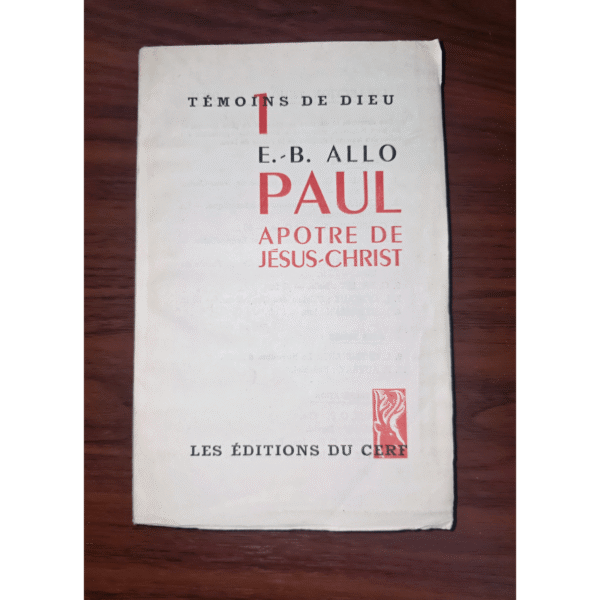 TÉMOINS DE DIEU
1
E.-B. ALLO
PAUL
APOTRE DE
JÉSUS-CHRIST
LES ÉDITIONS DU CERF